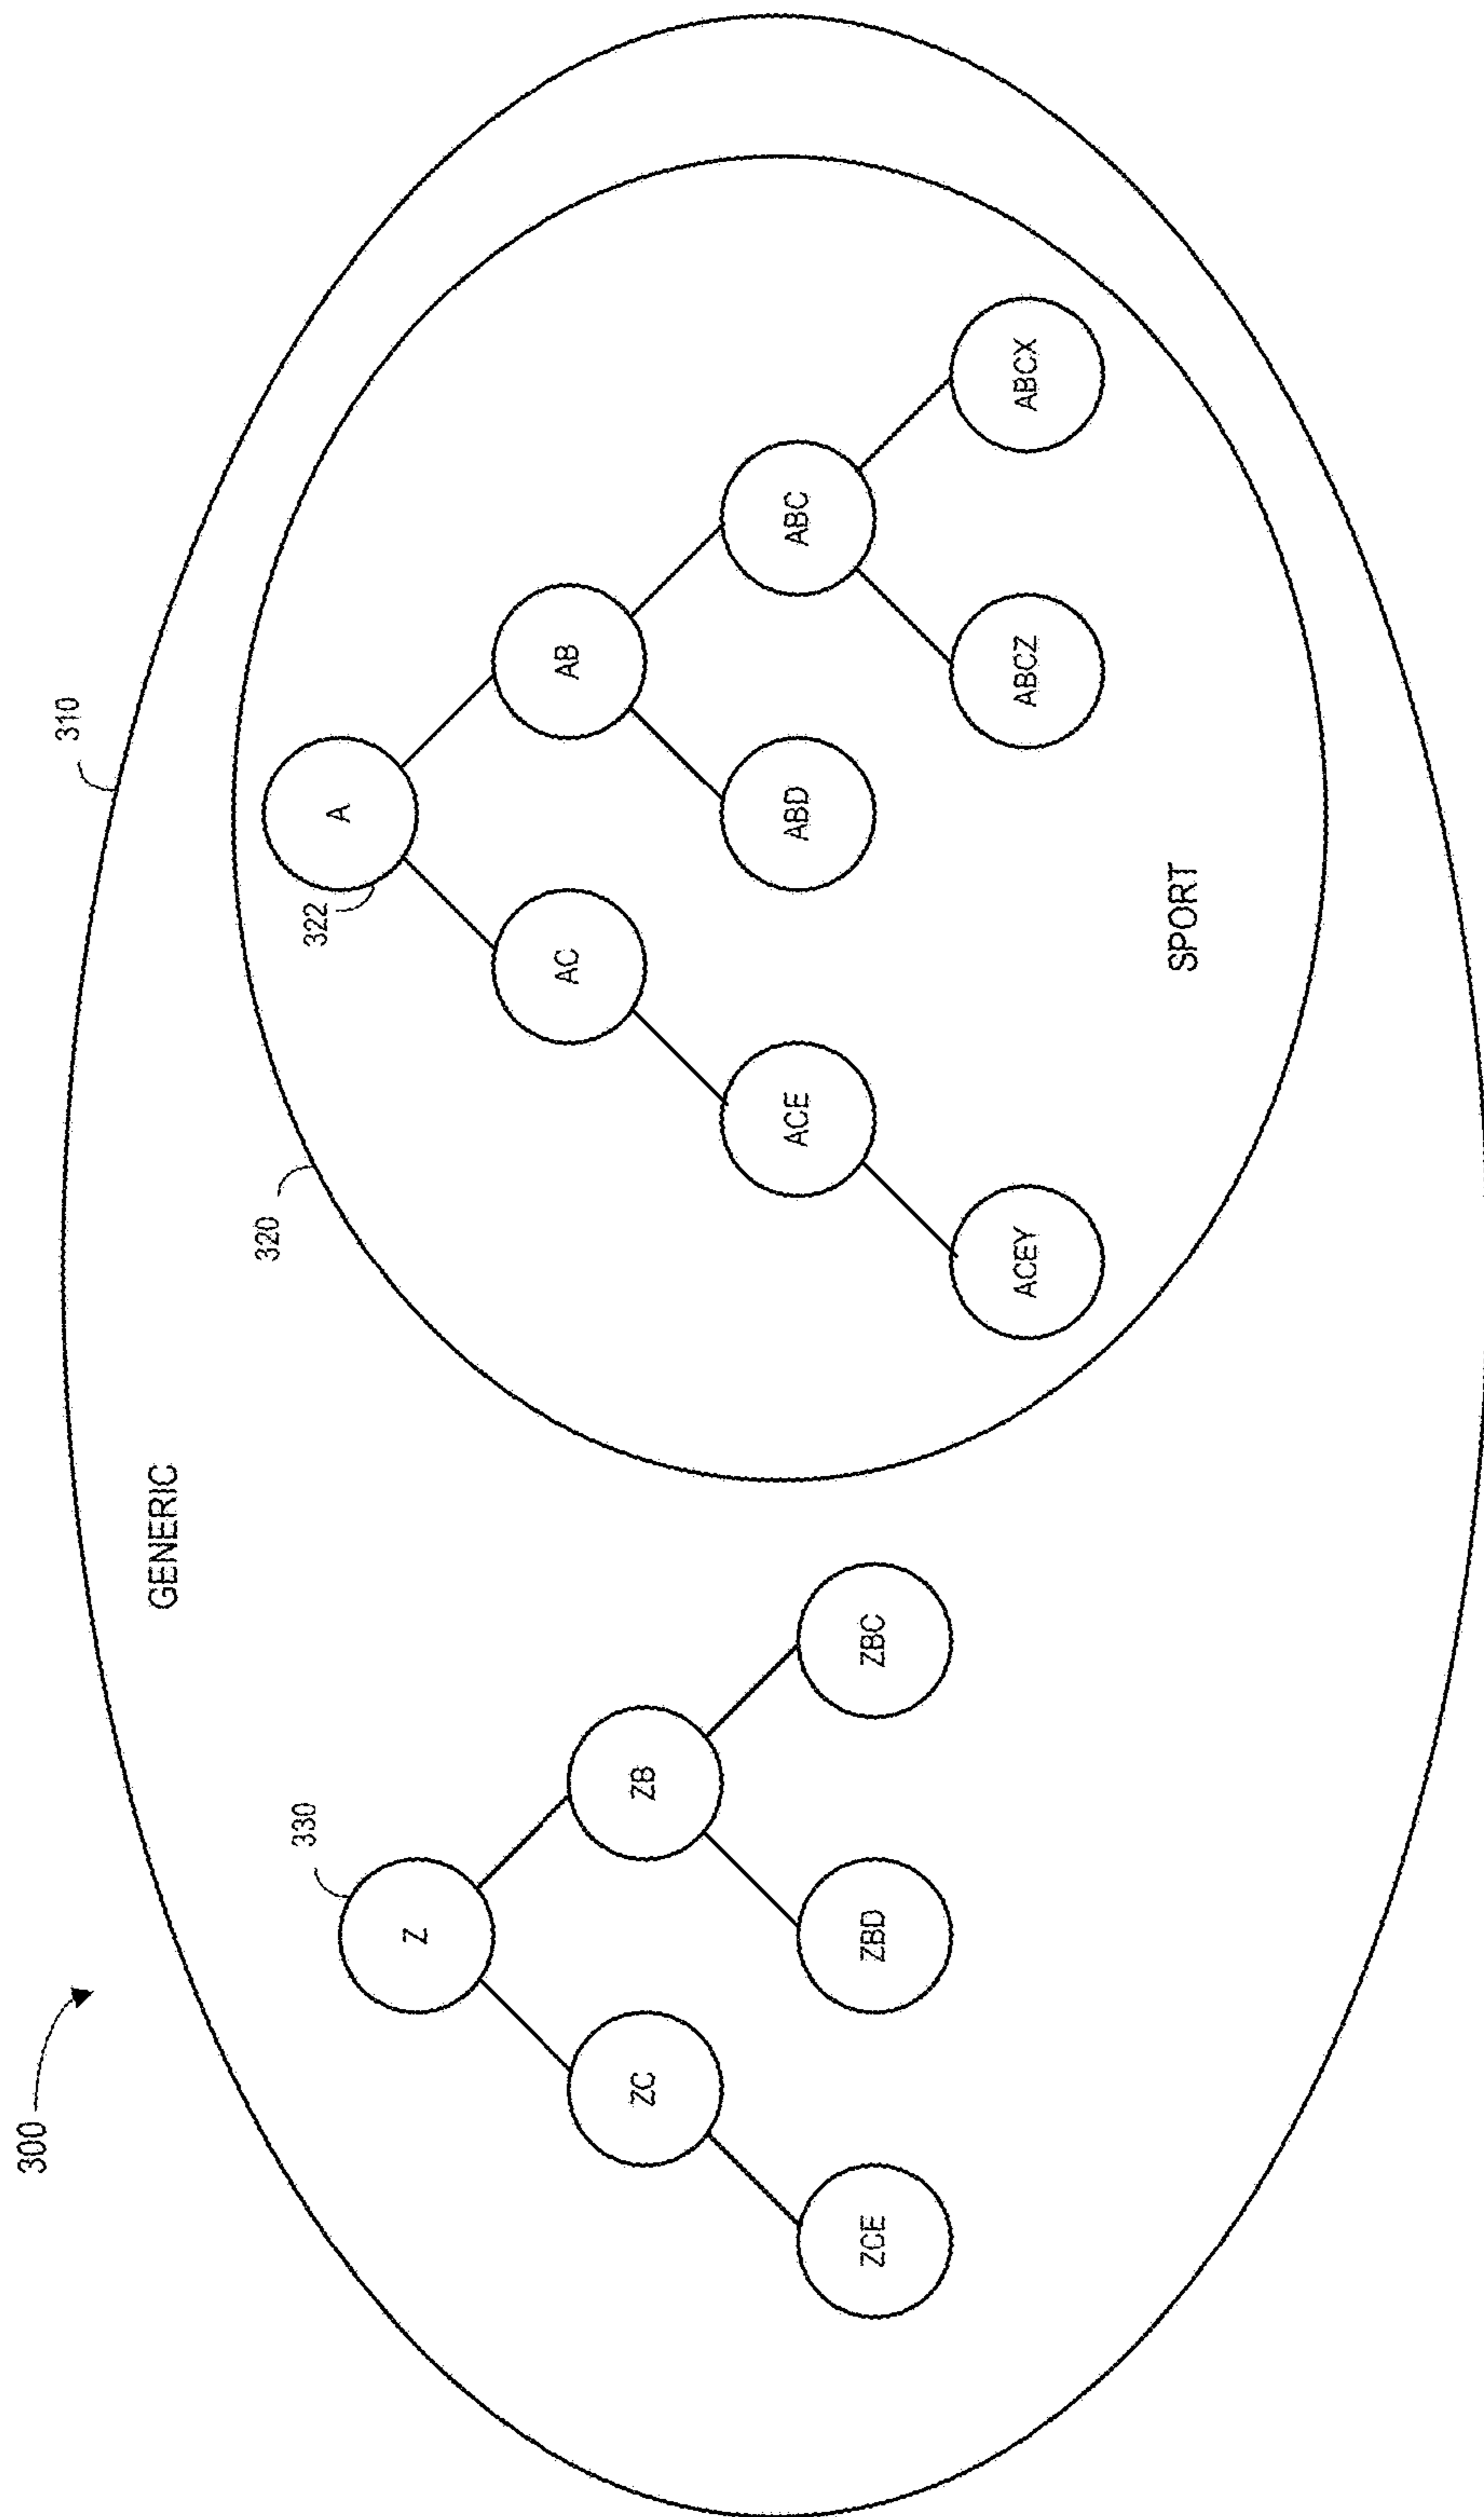 300
310
GENERIC
320
330
322
Z
A
ZC
ZB
AC
AB
ZCE
ZBD
ZBC
ACE
ABD
ABC
ACEY
ABCZ
ABCX
SPORT